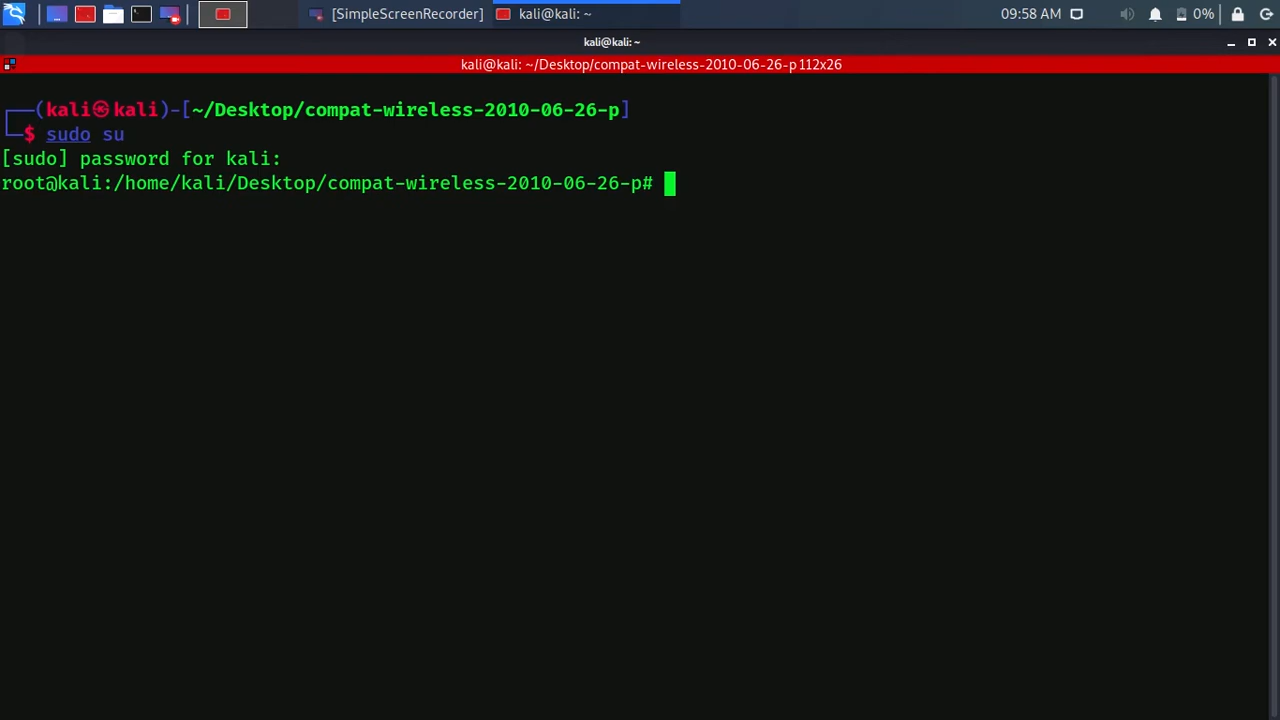 [SimpleScreenRecorder] kali@kali: ~ 09:58 AM 0%
kali@kali: ~
kali@kali: ~/Desktop/compat-wireless-2010-06-26-p 112x26
┌──(kali㉿kali)-[~/Desktop/compat-wireless-2010-06-26-p]
└─$ sudo su
[sudo] password for kali:
root@kali:/home/kali/Desktop/compat-wireless-2010-06-26-p#